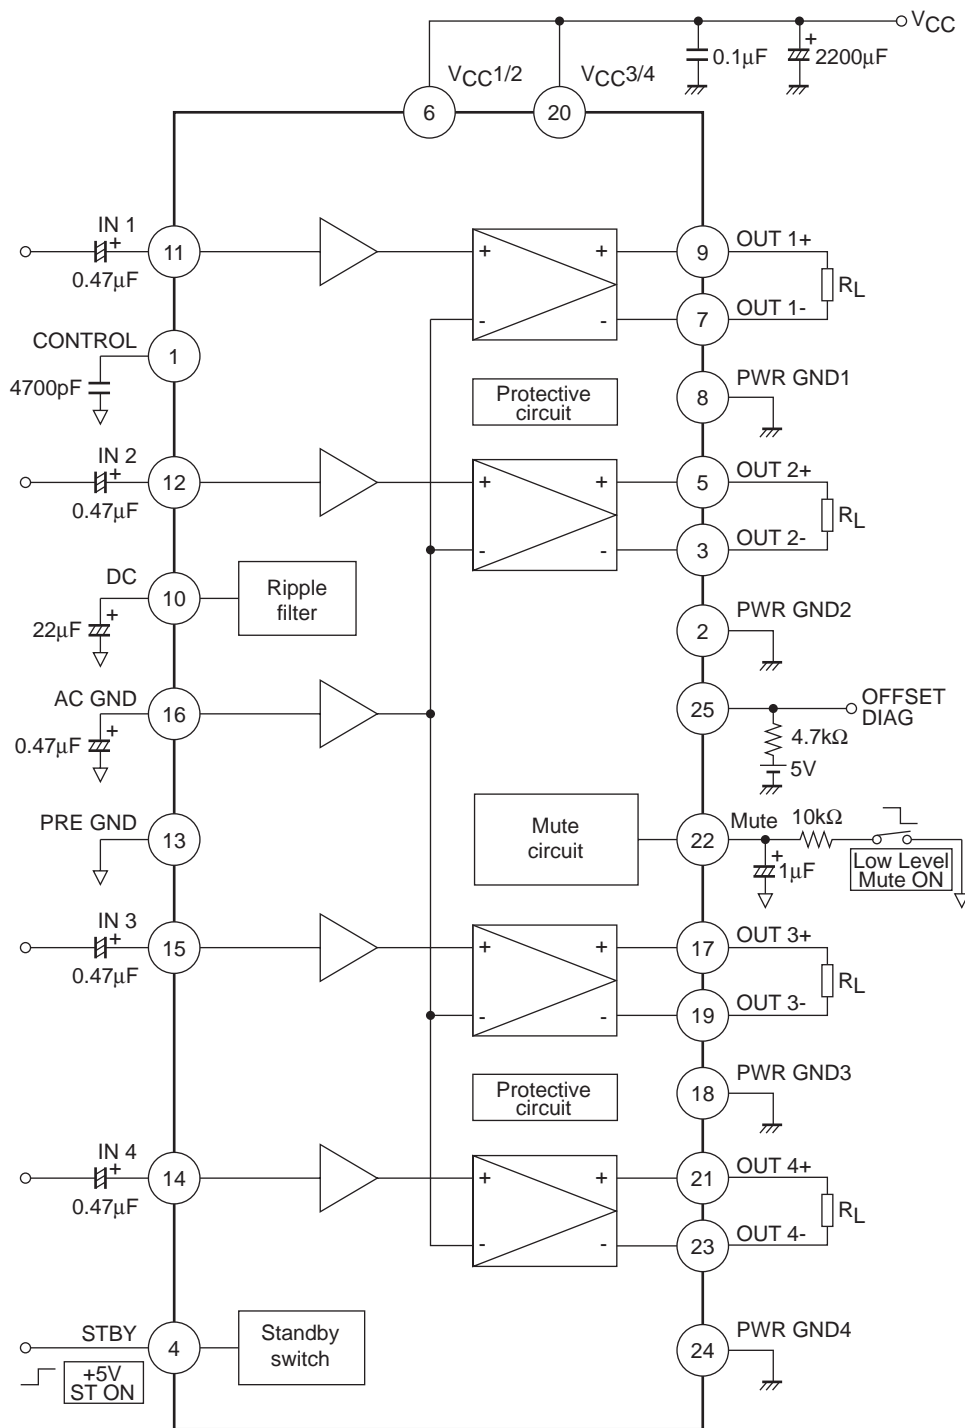 VCC
0.1μF
2200μF
VCC1/2
VCC3/4
6
20
IN 1
0.47μF
11
+
-
+
-
9
OUT 1+
7
OUT 1-
RL
CONTROL
1
4700pF
Protective
circuit
8
PWR GND1
IN 2
0.47μF
12
+
-
+
-
5
OUT 2+
3
OUT 2-
RL
DC
10
22μF
Ripple
filter
2
PWR GND2
AC GND
16
0.47μF
25
OFFSET
DIAG
4.7kΩ
5V
PRE GND
13
Mute
circuit
22
Mute
10kΩ
1μF
Low Level
Mute ON
IN 3
0.47μF
15
+
-
+
-
17
OUT 3+
19
OUT 3-
RL
Protective
circuit
18
PWR GND3
IN 4
0.47μF
14
+
-
+
-
21
OUT 4+
23
OUT 4-
RL
STBY
4
+5V
ST ON
Standby
switch
24
PWR GND4